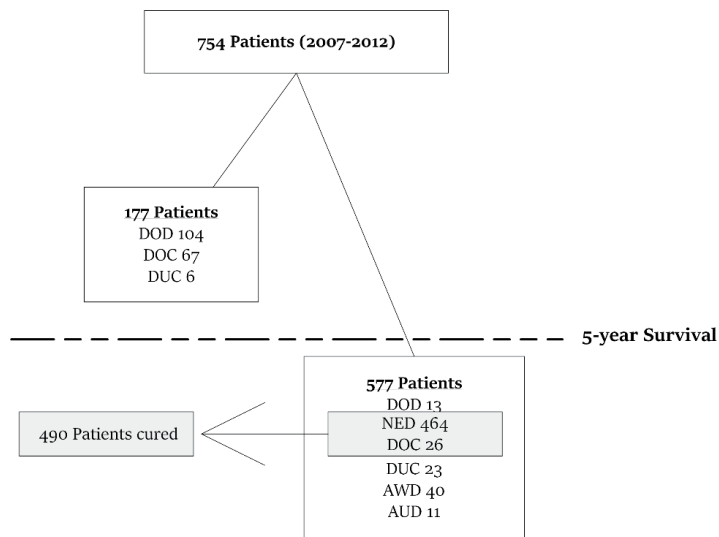 754 Patients (2007-2012)
177 Patients
DOD 104
DOC 67
DUC 6
5-year Survival
577 Patients
DOD 13
NED 464
DOC 26
DUC 23
AWD 40
AUD 11
490 Patients cured